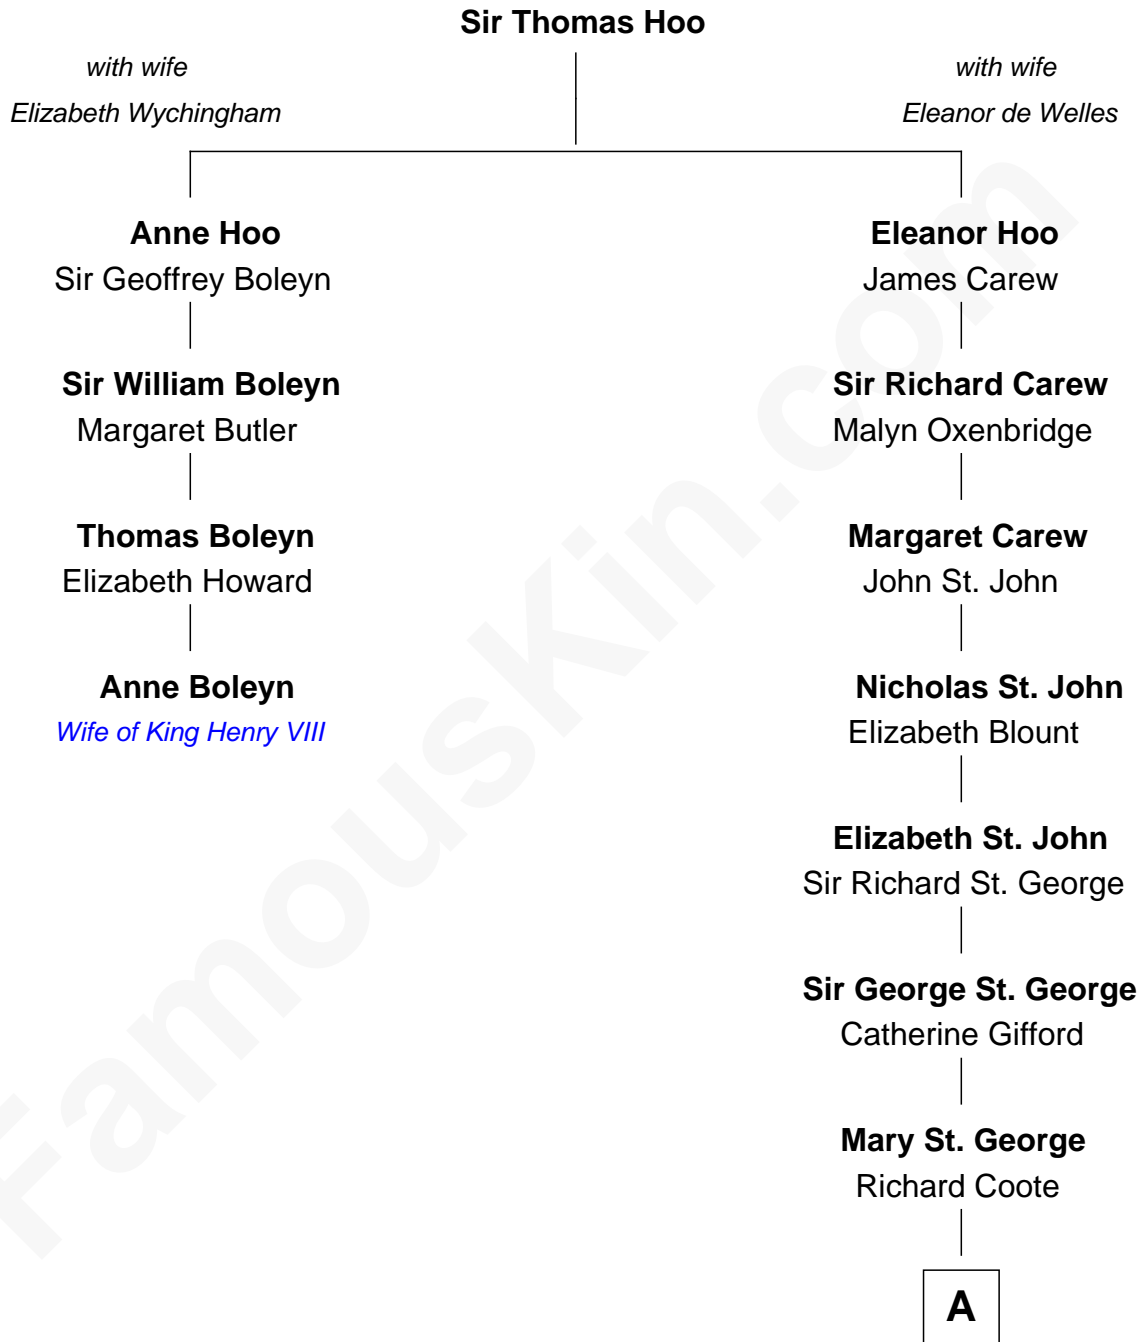 Sir Thomas Hoo
with wife
Elizabeth Wychingham
with wife
Eleanor de Welles
Anne Hoo
Sir Geoffrey Boleyn
Eleanor Hoo
James Carew
Sir William Boleyn
Margaret Butler
Sir Richard Carew
Malyn Oxenbridge
Thomas Boleyn
Elizabeth Howard
Margaret Carew
John St. John
Anne Boleyn
Wife of King Henry VIII
Nicholas St. John
Elizabeth Blount
Elizabeth St. John
Sir Richard St. George
Sir George St. George
Catherine Gifford
Mary St. George
Richard Coote
A
FamousKin.com